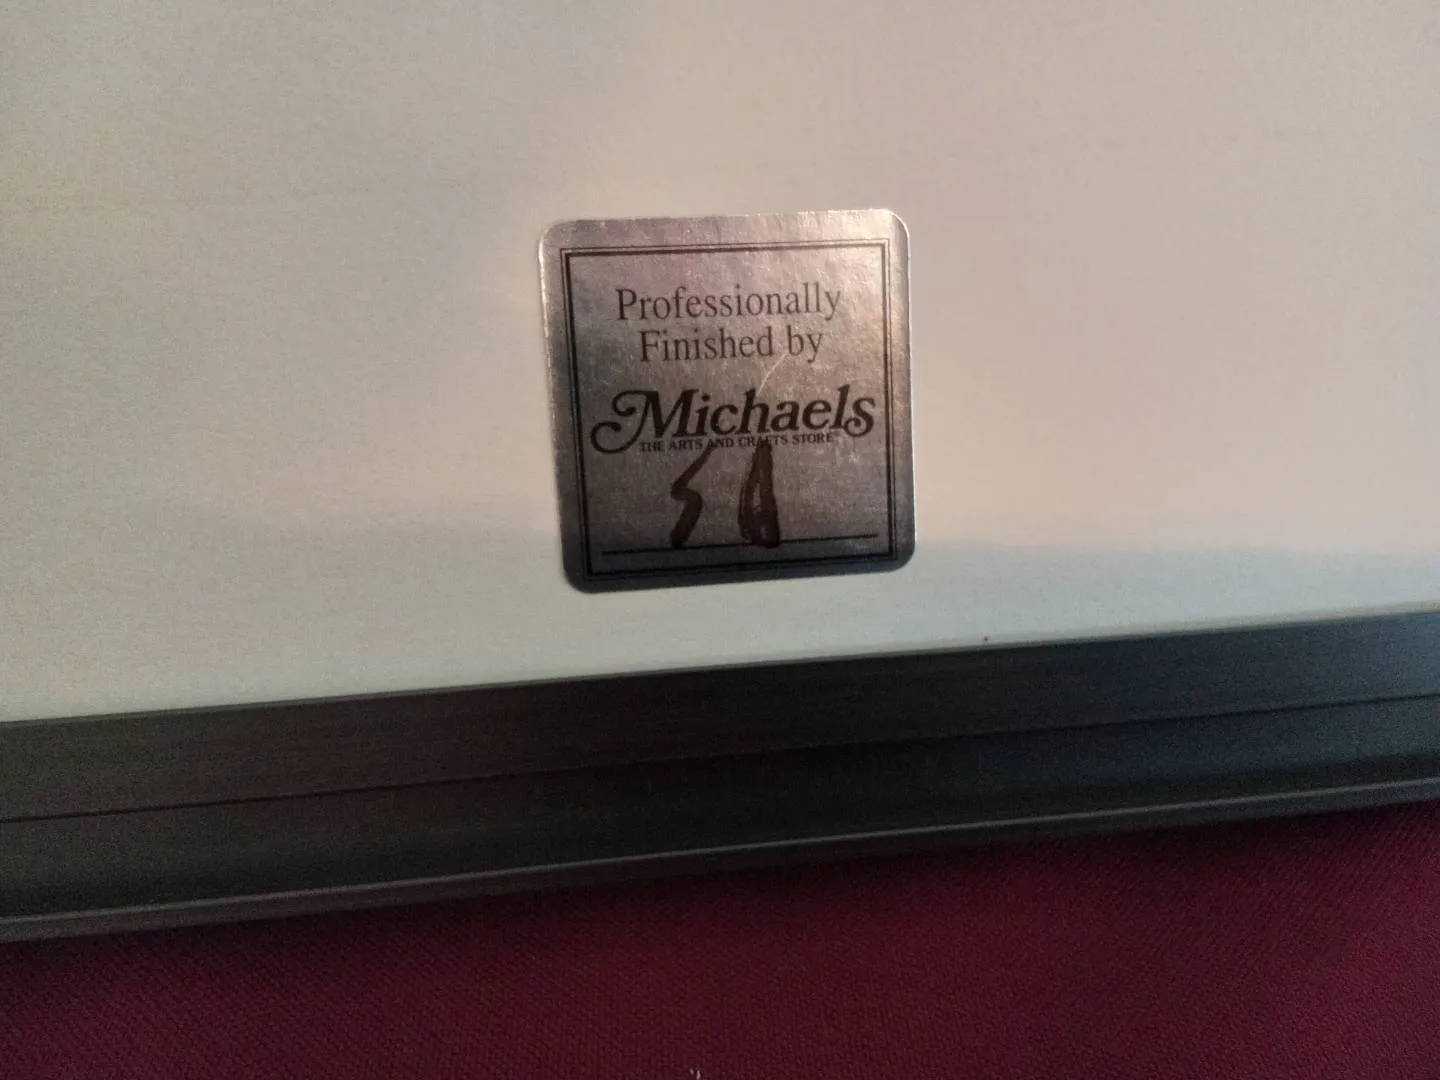 Professionally
Finished by
Michaels
THE ARTS AND CRAFTS STORE